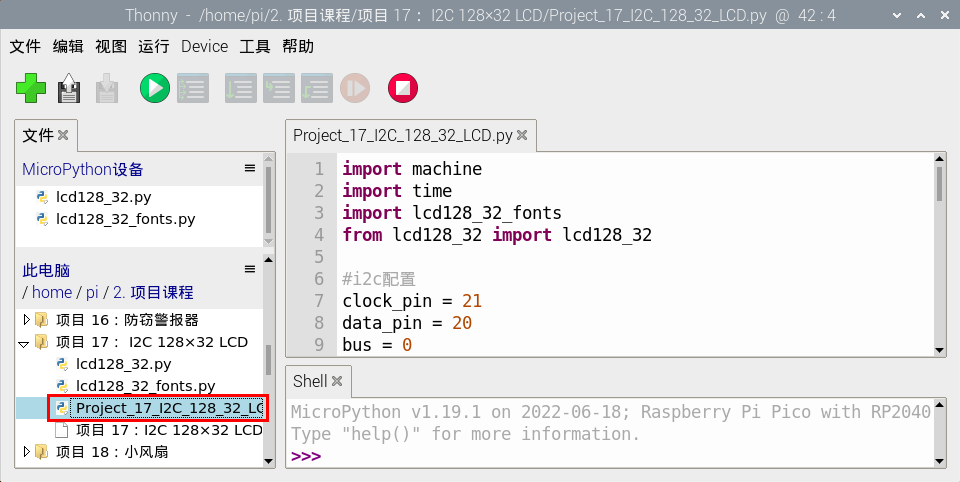 Thonny - /home/pi/2. 项目课程/项目 17： I2C 128×32 LCD/Project_17_I2C_128_32_LCD.py @ 42 : 4
文件 编辑 视图 运行 Device 工具 帮助
文件
MicroPython设备
lcd128_32.py
lcd128_32_fonts.py
此电脑
/ home / pi / 2. 项目课程
项目 16：防窃警报器
项目 17： I2C 128×32 LCD
lcd128_32.py
lcd128_32_fonts.py
Project_17_I2C_128_32_LC
项目 17：I2C 128×32 LCD
项目 18：小风扇
Project_17_I2C_128_32_LCD.py
1 import machine
2 import time
3 import lcd128_32_fonts
4 from lcd128_32 import lcd128_32
5
6 #i2c配置
7 clock_pin = 21
8 data_pin = 20
9 bus = 0
Shell
MicroPython v1.19.1 on 2022-06-18; Raspberry Pi Pico with RP2040
Type "help()" for more information.
>>>